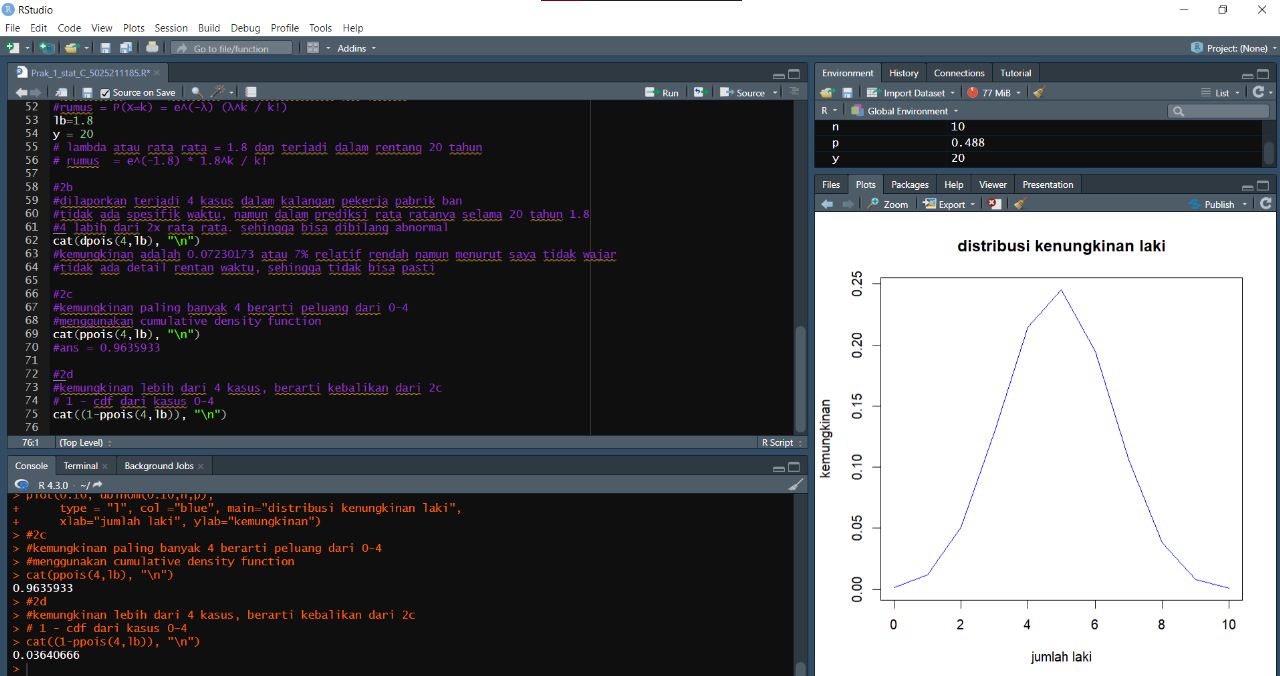 RStudio
File Edit Code View Plots Session Build Debug Profile Tools Help
Go to file/function Addins Project: (None)
Prak_1_stat_C_5025211185.R*
Source on Save Run Source
52 #rumus = P(X=k) = e^(-λ) (λ^k / k!)
53 lb=1.8
54 y = 20
55 # lambda atau rata rata = 1.8 dan terjadi dalam rentang 20 tahun
56 # rumus  = e^(-1.8) * 1.8^k / k!
57
58 #2b
59 #dilaporkan terjadi 4 kasus dalam kalangan pekerja pabrik ban
60 #tidak ada spesifik waktu, namun dalam prediksi rata ratanya selama 20 tahun 1.8
61 #4 labih dari 2x rata rata. sehingga bisa dibilang abnormal
62 cat(dpois(4,lb), "\n")
63 #kemungkinan adalah 0.07230173 atau 7% relatif rendah namun menurut saya tidak wajar
64 #tidak ada detail rentan waktu, sehingga tidak bisa pasti
65
66 #2c
67 #kemungkinan paling banyak 4 berarti peluang dari 0-4
68 #menggunakan cumulative density function
69 cat(ppois(4,lb), "\n")
70 #ans = 0.9635933
71
72 #2d
73 #kemungkinan lebih dari 4 kasus, berarti kebalikan dari 2c
74 # 1 - cdf dari kasus 0-4
75 cat((1-ppois(4,lb)), "\n")
76
76:1 (Top Level) R Script
Console Terminal Background Jobs
R 4.3.0 · ~/
> plot(0:10, dbinom(0:10,n,p),
+ type = "l", col ="blue", main="distribusi kenungkinan laki",
+ xlab="jumlah laki", ylab="kemungkinan")
> #2c
> #kemungkinan paling banyak 4 berarti peluang dari 0-4
> #menggunakan cumulative density function
> cat(ppois(4,lb), "\n")
0.9635933
> #2d
> #kemungkinan lebih dari 4 kasus, berarti kebalikan dari 2c
> # 1 - cdf dari kasus 0-4
> cat((1-ppois(4,lb)), "\n")
0.03640666
>
Environment History Connections Tutorial
Import Dataset 77 MiB List
R Global Environment
n 10
p 0.488
y 20
Files Plots Packages Help Viewer Presentation
Zoom Export Publish
distribusi kenungkinan laki
kemungkinan
0.25
0.20
0.15
0.10
0.05
0.00
0 2 4 6 8 10
jumlah laki